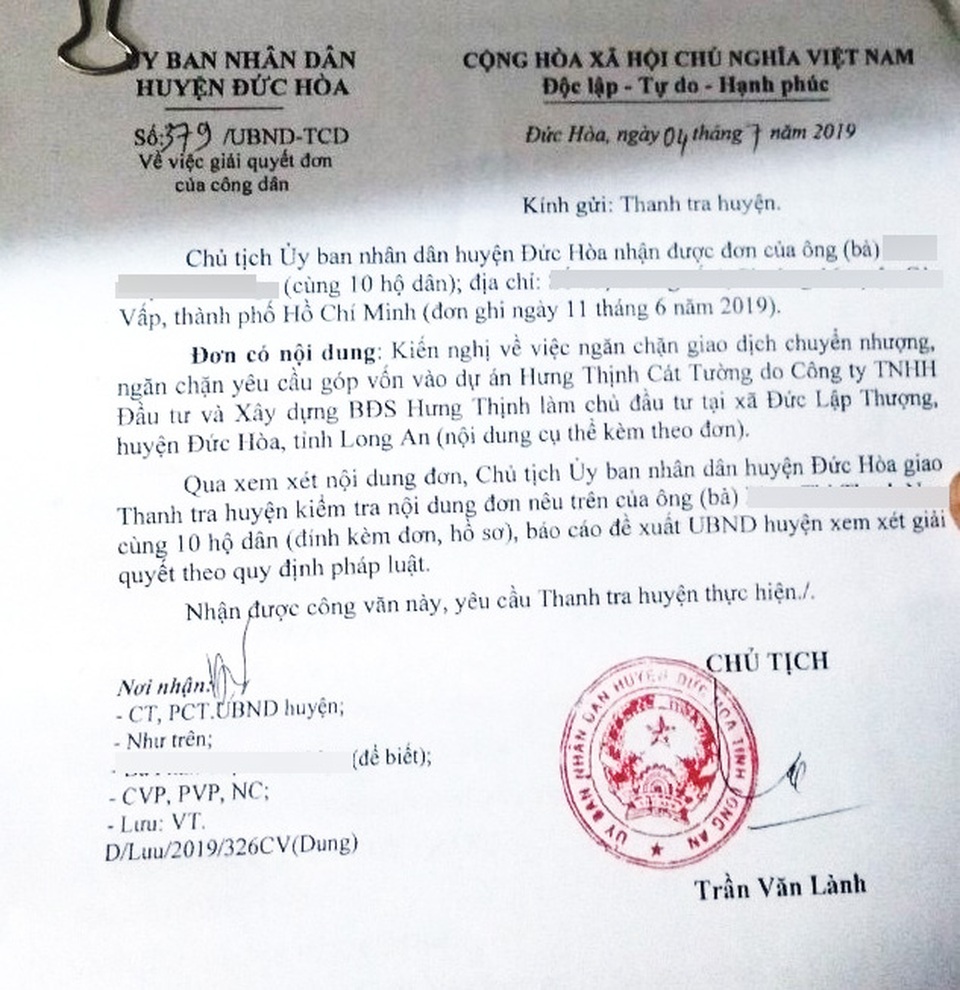 ỦY BAN NHÂN DÂN
HUYỆN ĐỨC HÒA
CỘNG HÒA XÃ HỘI CHỦ NGHĨA VIỆT NAM
Độc lập - Tự do - Hạnh phúc
Số:379 /UBND-TCD
Về việc giải quyết đơn
của công dân
Đức Hòa, ngày 04 tháng 7 năm 2019
Kính gửi: Thanh tra huyện.
Chủ tịch Ủy ban nhân dân huyện Đức Hòa nhận được đơn của ông (bà)
(cùng 10 hộ dân); địa chỉ:
Vấp, thành phố Hồ Chí Minh (đơn ghi ngày 11 tháng 6 năm 2019).
Đơn có nội dung: Kiến nghị về việc ngăn chặn giao dịch chuyển nhượng,
ngăn chặn yêu cầu góp vốn vào dự án Hưng Thịnh Cát Tường do Công ty TNHH
Đầu tư và Xây dựng BĐS Hưng Thịnh làm chủ đầu tư tại xã Đức Lập Thượng,
huyện Đức Hòa, tỉnh Long An (nội dung cụ thể kèm theo đơn).
Qua xem xét nội dung đơn, Chủ tịch Ủy ban nhân dân huyện Đức Hòa giao
Thanh tra huyện kiểm tra nội dung đơn nêu trên của ông (bà)
cùng 10 hộ dân (đính kèm đơn, hồ sơ), báo cáo đề xuất UBND huyện xem xét giải
quyết theo quy định pháp luật.
Nhận được công văn này, yêu cầu Thanh tra huyện thực hiện./.
Nơi nhận:
- CT, PCT.UBND huyện;
- Như trên;
(để biết);
- CVP, PVP, NC;
- Lưu: VT.
D/Luu/2019/326CV(Dung)
CHỦ TỊCH
ỦY BAN NHÂN DÂN HUYỆN ĐỨC HÒA TỈNH LONG AN
Trần Văn Lành